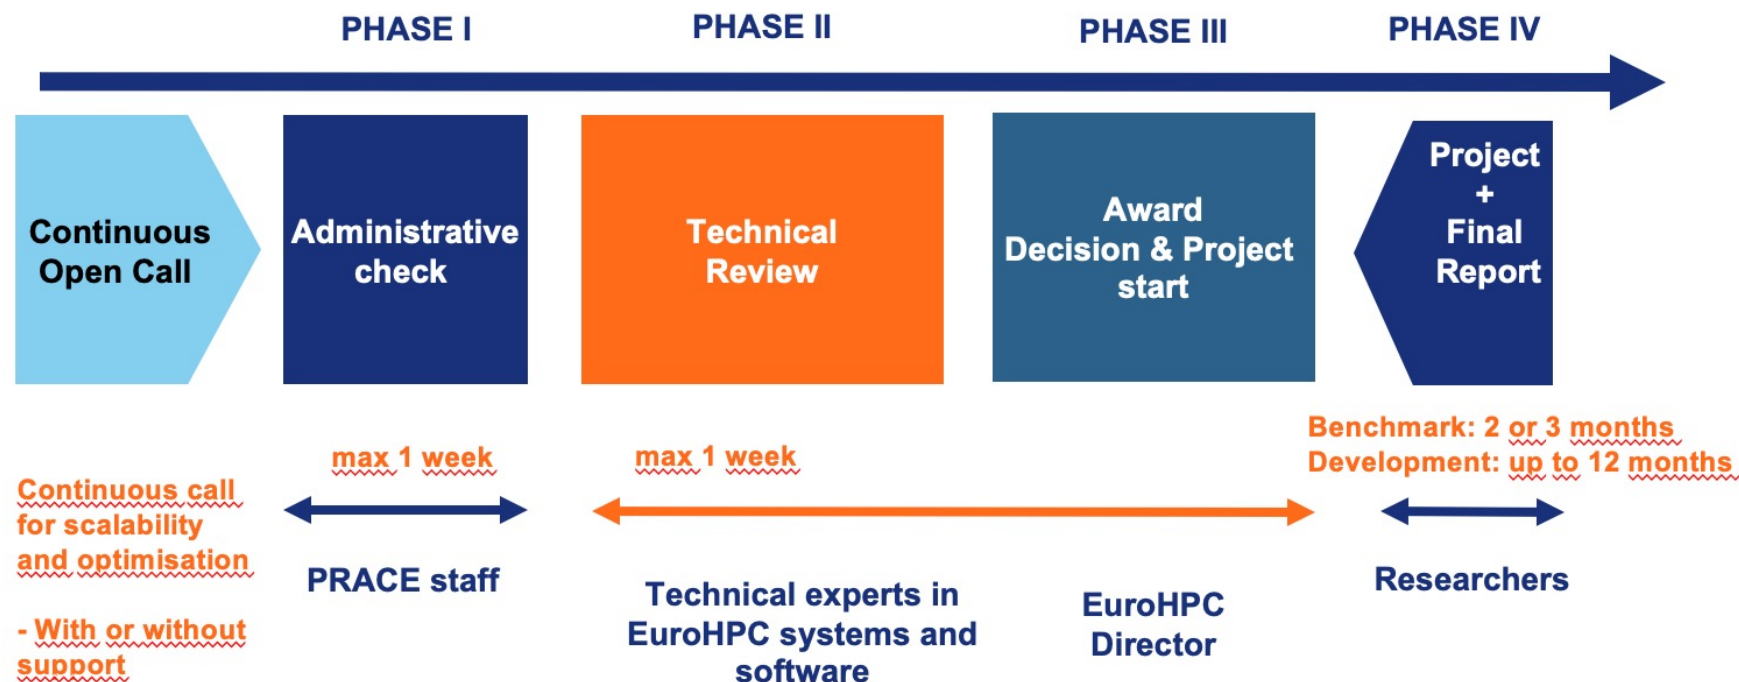 PHASE I
PHASE II
PHASE III
PHASE IV
Continuous
Open Call
Administrative
check
Technical
Review
Award
Decision & Project
start
Project
+
Final
Report
Continuous call
for scalability
and optimisation
- With or without
support
max 1 week
PRACE staff
max 1 week
Technical experts in
EuroHPC systems and
software
EuroHPC
Director
Benchmark: 2 or 3 months
Development: up to 12 months
Researchers